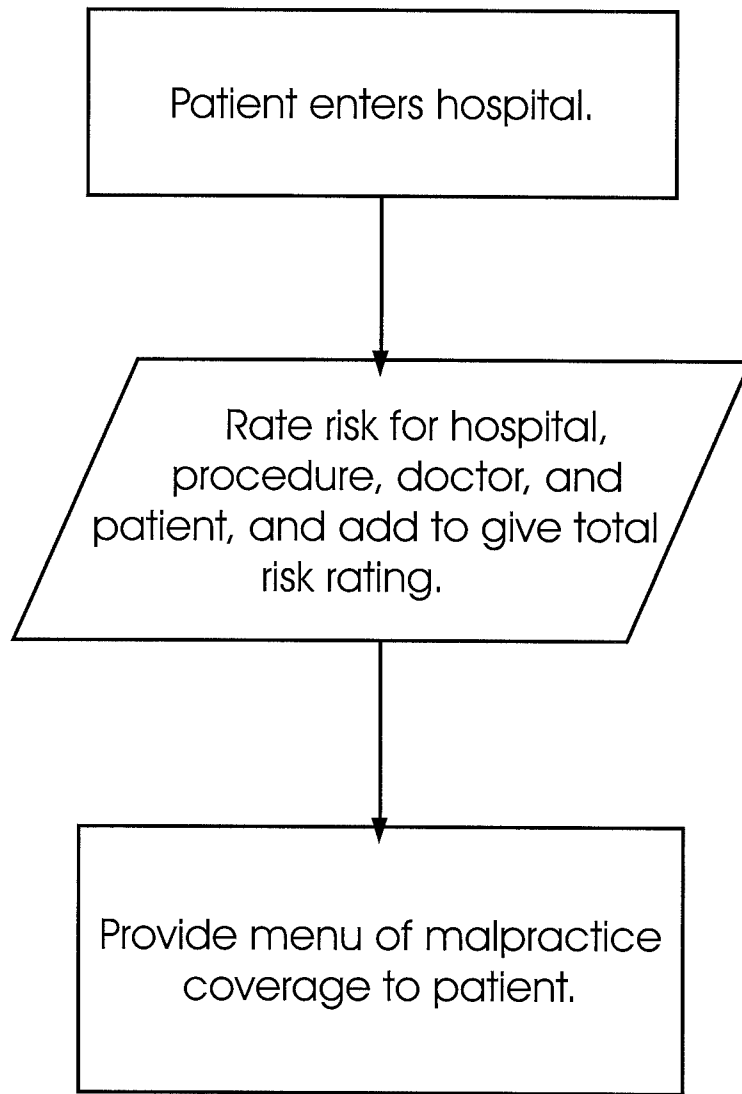 Patient enters hospital.
Rate risk for hospital,
procedure, doctor, and
patient, and add to give total
risk rating.
Provide menu of malpractice
coverage to patient.